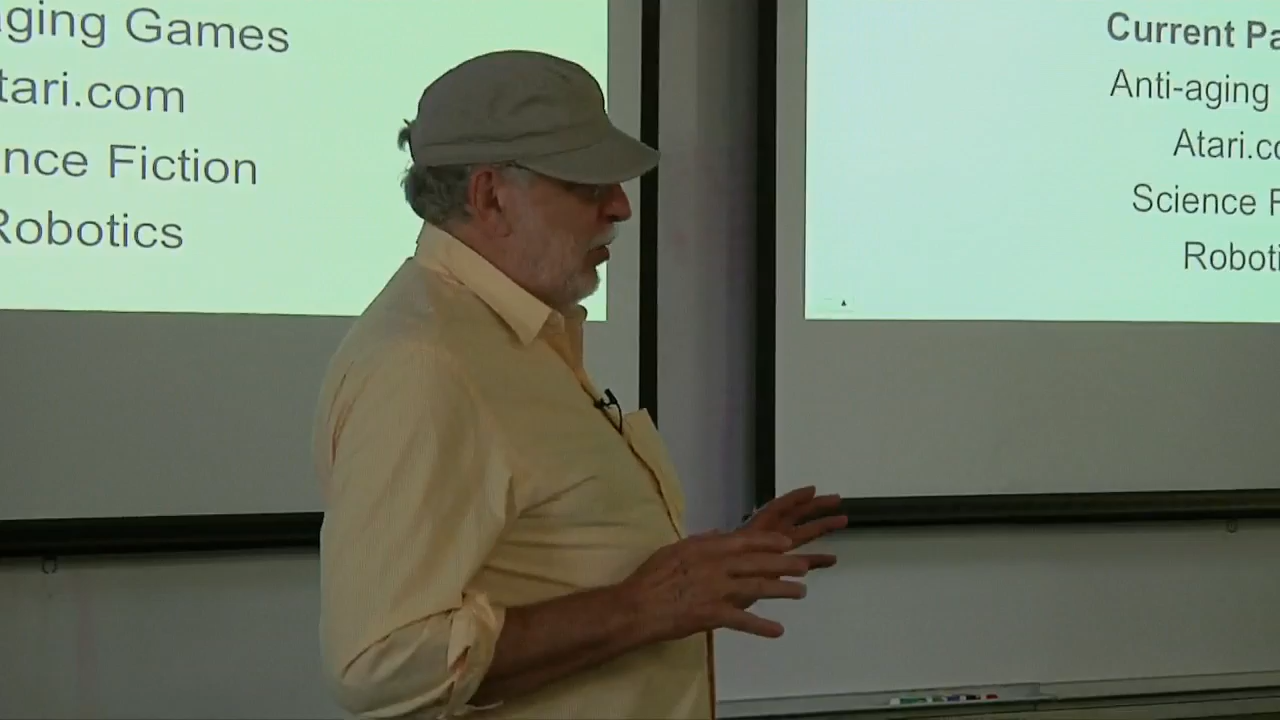 ging Games
tari.com
nce Fiction
Robotics
Current Pa
Anti-aging
Atari.co
Science F
Roboti